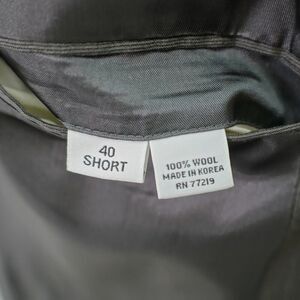 40
SHORT
100% WOOL
MADE IN KOREA
RN 77219